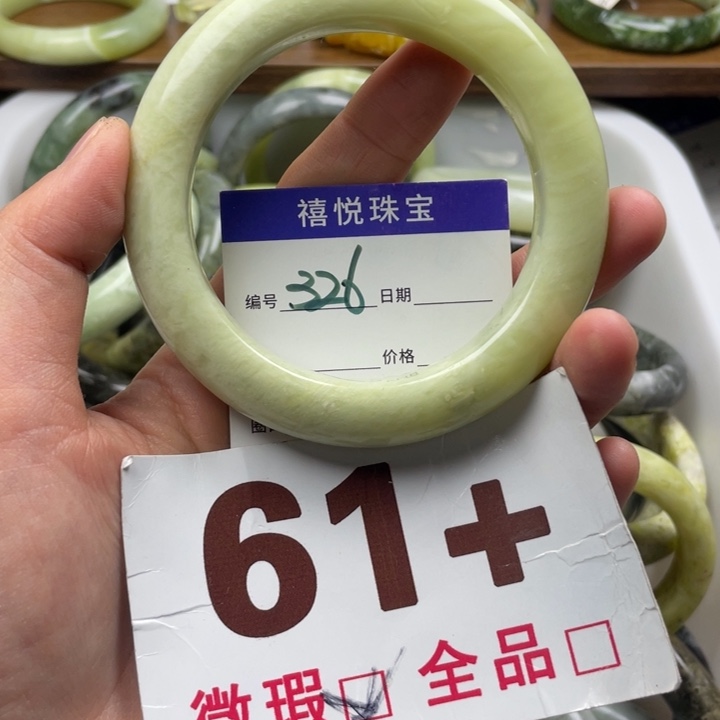 禧悦珠宝
编号 326 日期
价格
61+
微瑕□ 全品□